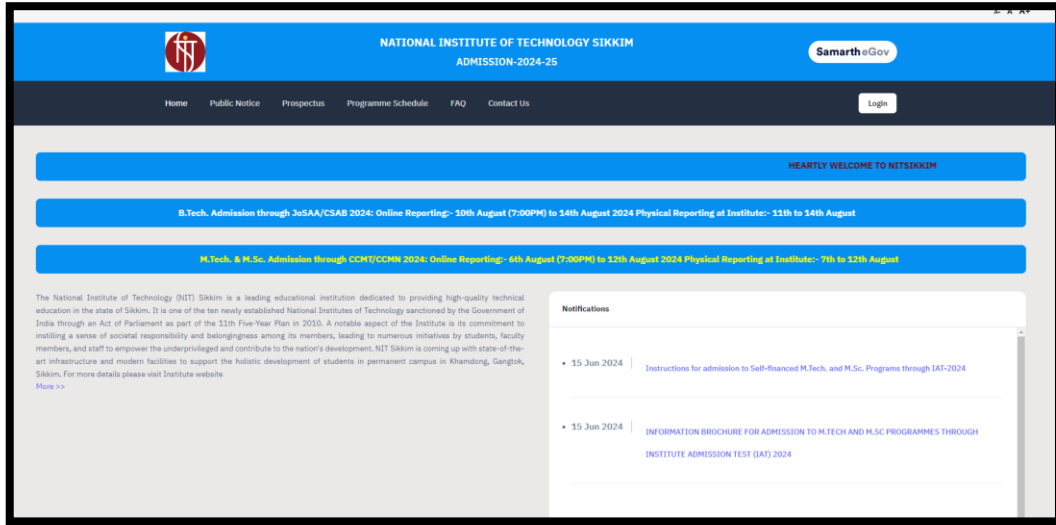 A- A A+
NATIONAL INSTITUTE OF TECHNOLOGY SIKKIM
ADMISSION-2024-25
Samarth eGov
Home Public Notice Prospectus Programme Schedule FAQ Contact Us Login
HEARTLY WELCOME TO NITSIKKIM
B.Tech. Admission through JoSAA/CSAB 2024: Online Reporting:- 10th August (7:00PM) to 14th August 2024 Physical Reporting at Institute:- 11th to 14th August
M.Tech. & M.Sc. Admission through CCMT/CCMN 2024: Online Reporting:- 6th August (7:00PM) to 12th August 2024 Physical Reporting at Institute:- 7th to 12th August
The National Institute of Technology (NIT) Sikkim is a leading educational institution dedicated to providing high-quality technical
education in the state of Sikkim. It is one of the ten newly established National Institutes of Technology sanctioned by the Government of
India through an Act of Parliament as part of the 11th Five-Year Plan in 2010. A notable aspect of the Institute is its commitment to
instilling a sense of societal responsibility and belongingness among its members, leading to numerous initiatives by students, faculty
members, and staff to empower the underprivileged and contribute to the nation's development. NIT Sikkim is coming up with state-of-the-
art infrastructure and modern facilities to support the holistic development of students in permanent campus in Khamdong, Gangtok,
Sikkim. For more details please visit Institute website
More >>
Notifications
15 Jun 2024 Instructions for admission to Self-financed M.Tech. and M.Sc. Programs through IAT-2024
15 Jun 2024 INFORMATION BROCHURE FOR ADMISSION TO M.TECH AND M.SC PROGRAMMES THROUGH
INSTITUTE ADMISSION TEST (IAT) 2024